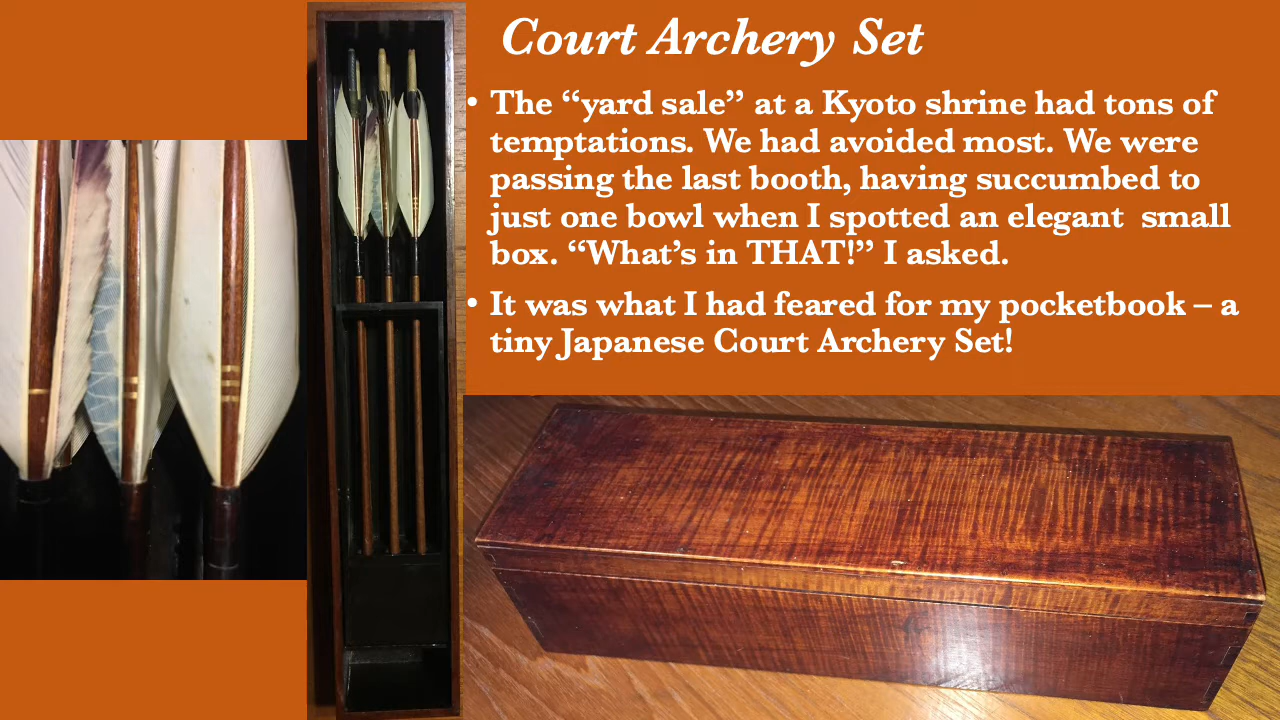 Court Archery Set
• The “yard sale” at a Kyoto shrine had tons of
temptations. We had avoided most. We were
passing the last booth, having succumbed to
just one bowl when I spotted an elegant small
box. “What’s in THAT!” I asked.
• It was what I had feared for my pocketbook – a
tiny Japanese Court Archery Set!